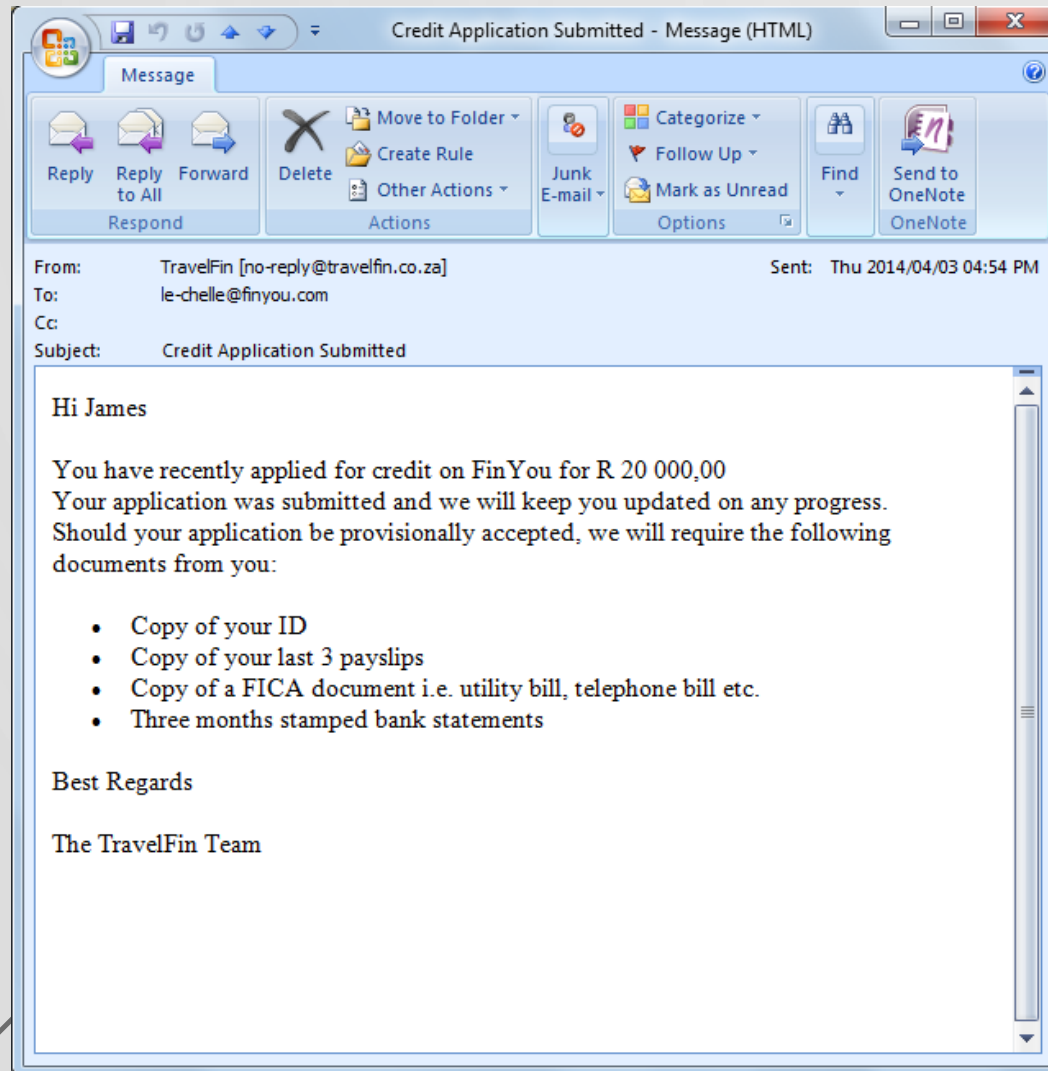 Credit Application Submitted - Message (HTML)
Message
Reply
Reply to All
Forward
Respond
Delete
Move to Folder
Create Rule
Other Actions
Actions
Junk E-mail
Categorize
Follow Up
Mark as Unread
Options
Find
Send to OneNote
OneNote
From: TravelFin [no-reply@travelfin.co.za] Sent: Thu 2014/04/03 04:54 PM
To: le-chelle@finyou.com
Cc:
Subject: Credit Application Submitted
Hi James
You have recently applied for credit on FinYou for R 20 000,00
Your application was submitted and we will keep you updated on any progress.
Should your application be provisionally accepted, we will require the following
documents from you:
• Copy of your ID
• Copy of your last 3 payslips
• Copy of a FICA document i.e. utility bill, telephone bill etc.
• Three months stamped bank statements
Best Regards
The TravelFin Team